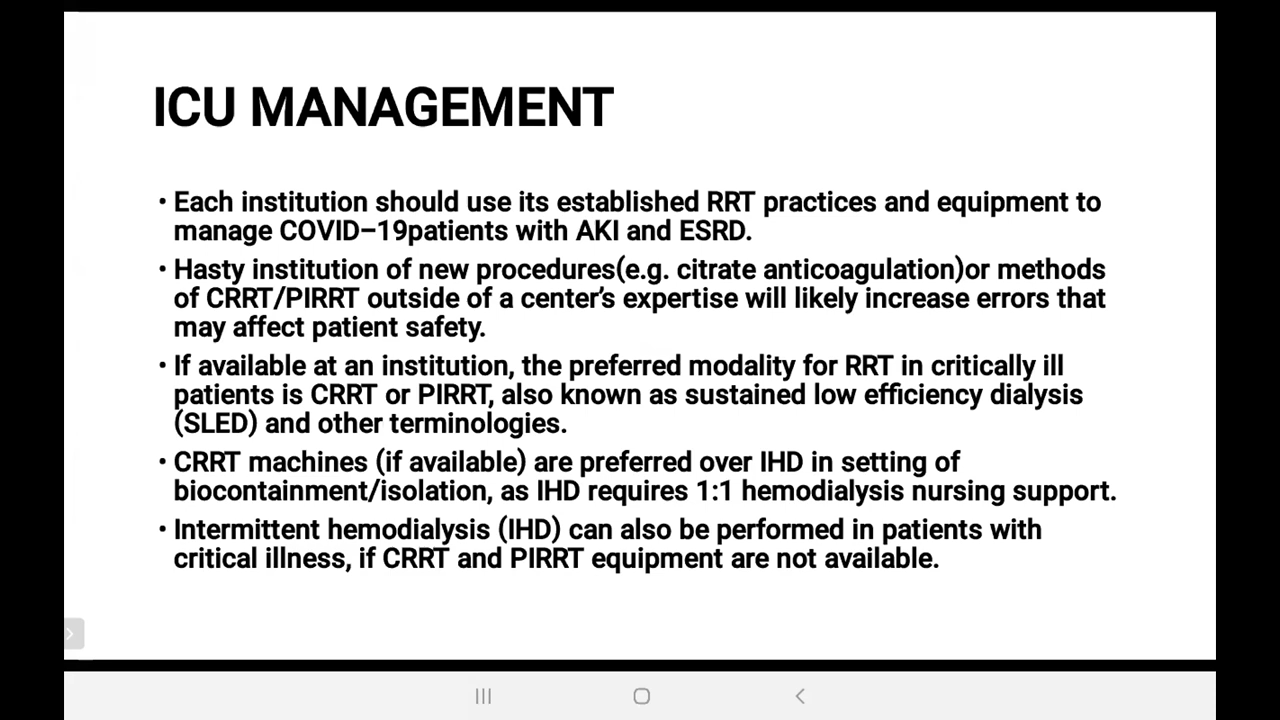 ICU MANAGEMENT
• Each institution should use its established RRT practices and equipment to
manage COVID–19patients with AKI and ESRD.
• Hasty institution of new procedures(e.g. citrate anticoagulation)or methods
of CRRT/PIRRT outside of a center’s expertise will likely increase errors that
may affect patient safety.
• If available at an institution, the preferred modality for RRT in critically ill
patients is CRRT or PIRRT, also known as sustained low efficiency dialysis
(SLED) and other terminologies.
• CRRT machines (if available) are preferred over IHD in setting of
biocontainment/isolation, as IHD requires 1:1 hemodialysis nursing support.
• Intermittent hemodialysis (IHD) can also be performed in patients with
critical illness, if CRRT and PIRRT equipment are not available.